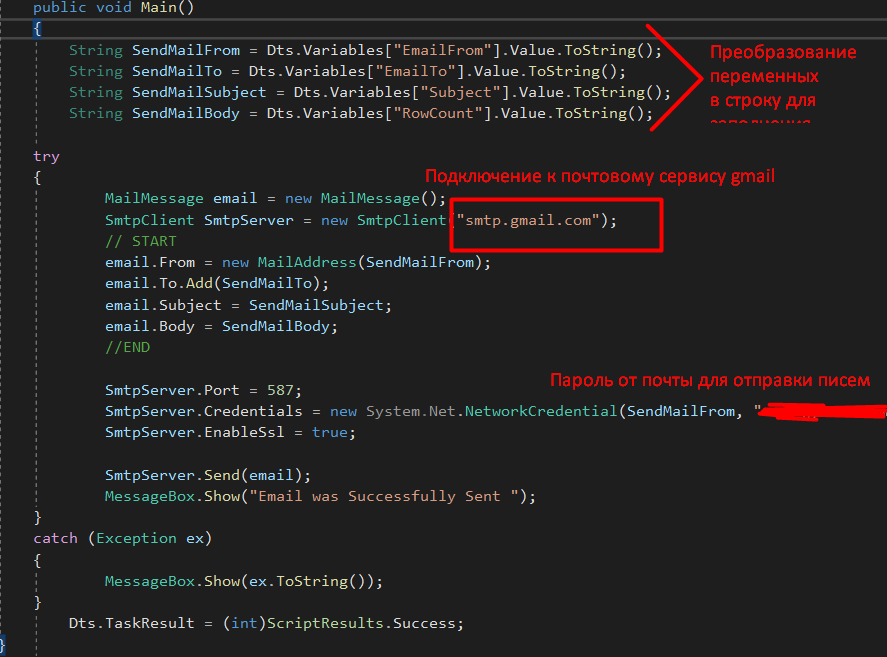 public void Main()
{
String SendMailFrom = Dts.Variables["EmailFrom"].Value.ToString();
String SendMailTo = Dts.Variables["EmailTo"].Value.ToString();
String SendMailSubject = Dts.Variables["Subject"].Value.ToString();
String SendMailBody = Dts.Variables["RowCount"].Value.ToString();
Преобразование
переменных
в строку для
try
{
Подключение к почтовому сервису gmail
MailMessage email = new MailMessage();
SmtpClient SmtpServer = new SmtpClient("smtp.gmail.com");
// START
email.From = new MailAddress(SendMailFrom);
email.To.Add(SendMailTo);
email.Subject = SendMailSubject;
email.Body = SendMailBody;
//END
Пароль от почты для отправки писем
SmtpServer.Port = 587;
SmtpServer.Credentials = new System.Net.NetworkCredential(SendMailFrom, "
SmtpServer.EnableSsl = true;
SmtpServer.Send(email);
MessageBox.Show("Email was Successfully Sent ");
}
catch (Exception ex)
{
MessageBox.Show(ex.ToString());
}
Dts.TaskResult = (int)ScriptResults.Success;
}